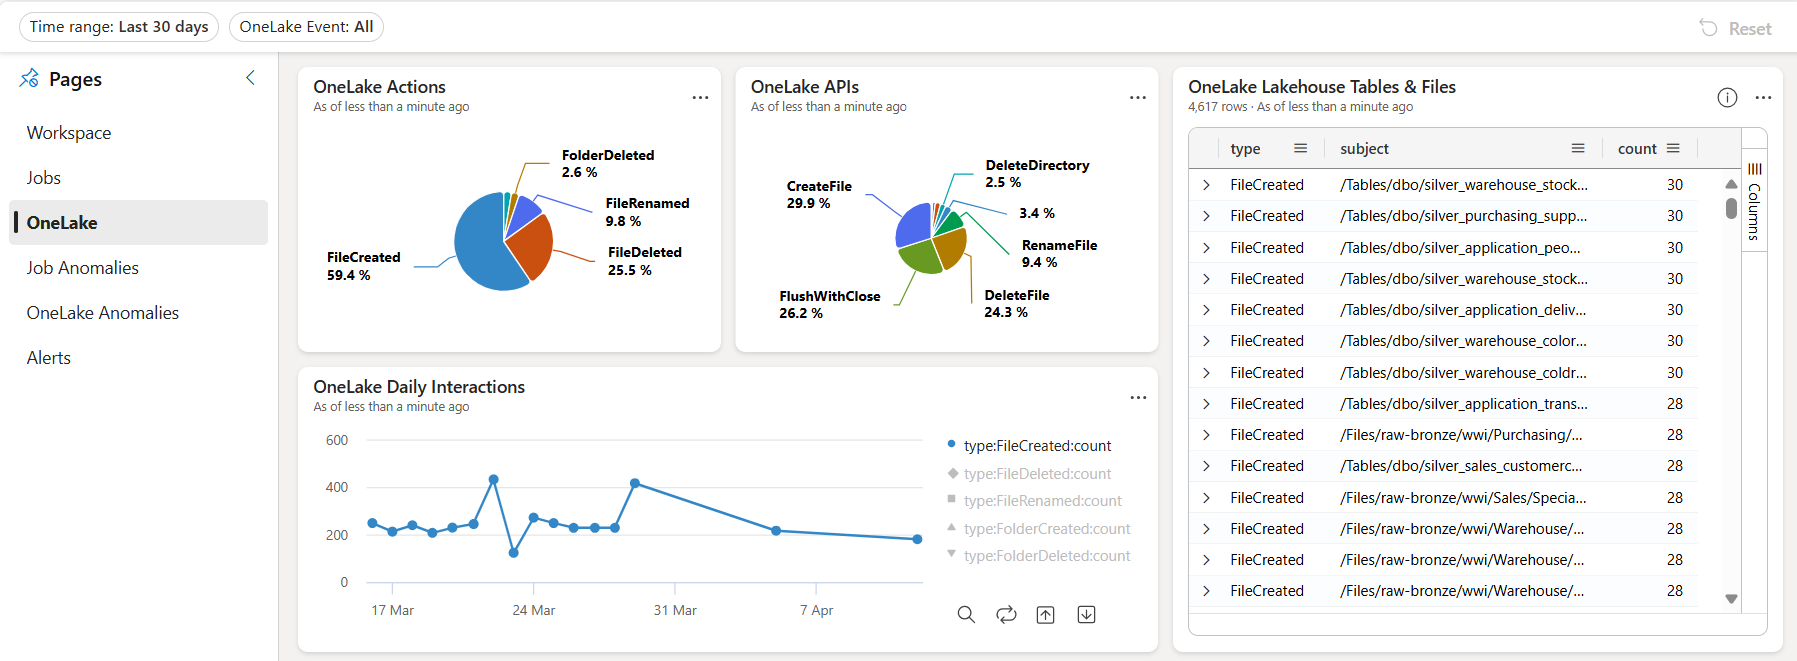 Time range: Last 30 days
OneLake Event: All
Reset
Pages
Workspace
Jobs
OneLake
Job Anomalies
OneLake Anomalies
Alerts
OneLake Actions
As of less than a minute ago
FolderDeleted
2.6 %
FileRenamed
9.8 %
FileDeleted
25.5 %
FileCreated
59.4 %
OneLake APIs
As of less than a minute ago
DeleteDirectory
2.5 %
CreateFile
29.9 %
3.4 %
RenameFile
9.4 %
DeleteFile
24.3 %
FlushWithClose
26.2 %
OneLake Daily Interactions
As of less than a minute ago
600
400
200
0
17 Mar
24 Mar
31 Mar
7 Apr
type:FileCreated:count
type:FileDeleted:count
type:FileRenamed:count
type:FolderCreated:count
type:FolderDeleted:count
OneLake Lakehouse Tables & Files
4,617 rows · As of less than a minute ago
type subject count
FileCreated /Tables/dbo/silver_warehouse_stock... 30
FileCreated /Tables/dbo/silver_purchasing_supp... 30
FileCreated /Tables/dbo/silver_application_peo... 30
FileCreated /Tables/dbo/silver_warehouse_stock... 30
FileCreated /Tables/dbo/silver_application_deliv... 30
FileCreated /Tables/dbo/silver_warehouse_color... 30
FileCreated /Tables/dbo/silver_warehouse_coldr... 30
FileCreated /Tables/dbo/silver_application_trans... 28
FileCreated /Files/raw-bronze/wwi/Purchasing/... 28
FileCreated /Tables/dbo/silver_sales_customerc... 28
FileCreated /Files/raw-bronze/wwi/Sales/Specia... 28
FileCreated /Files/raw-bronze/wwi/Warehouse/... 28
FileCreated /Files/raw-bronze/wwi/Warehouse/... 28
FileCreated /Files/raw-bronze/wwi/Warehouse/... 28
Columns